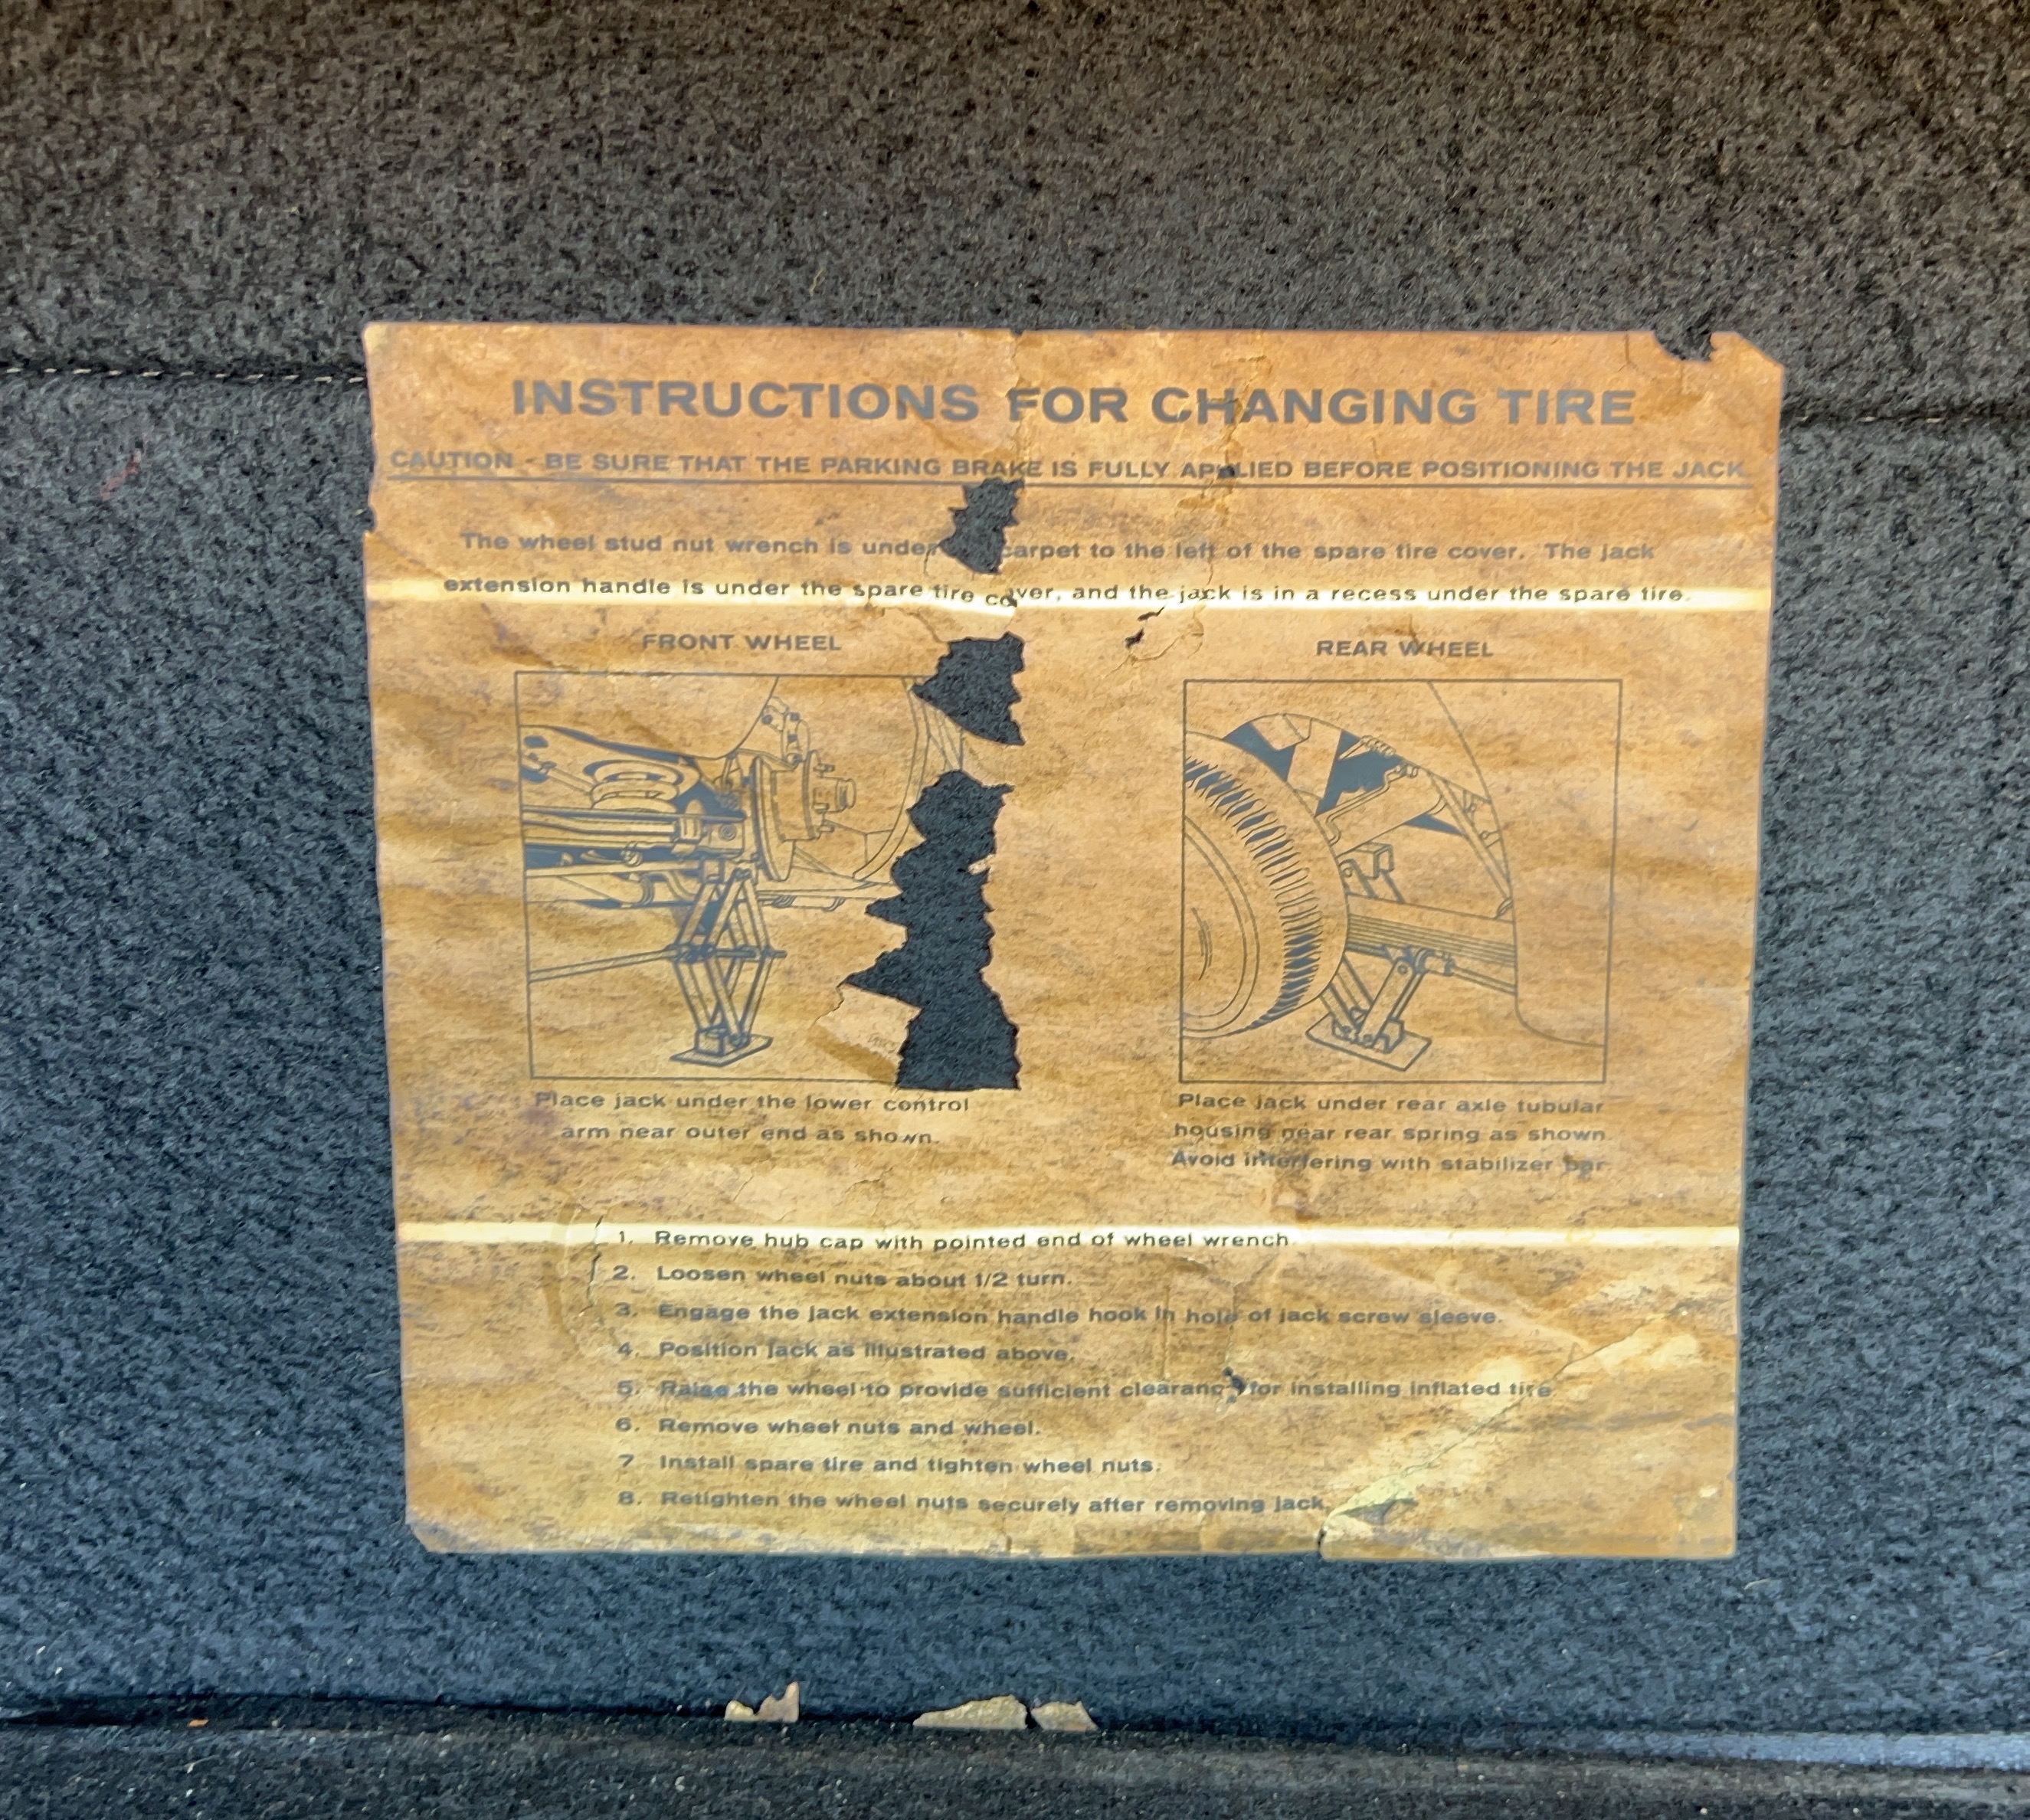 INSTRUCTIONS FOR CHANGING TIRE
CAUTION - BE SURE THAT THE PARKING BRAKE IS FULLY APPLIED BEFORE POSITIONING THE JACK
The wheel stud nut wrench is under carpet to the left of the spare tire cover. The jack
extension handle is under the spare tire cover, and the jack is in a recess under the spare tire.
FRONT WHEEL
REAR WHEEL
Place jack under the lower control
arm near outer end as shown.
Place jack under rear axle tubular
housing near rear spring as shown.
Avoid interfering with stabilizer bar.
1. Remove hub cap with pointed end of wheel wrench.
2. Loosen wheel nuts about 1/2 turn.
3. Engage the jack extension handle hook in hole of jack screw sleeve.
4. Position jack as illustrated above.
5. Raise the wheel to provide sufficient clearance for installing inflated tire
6. Remove wheel nuts and wheel.
7. Install spare tire and tighten wheel nuts.
8. Retighten the wheel nuts securely after removing jack.